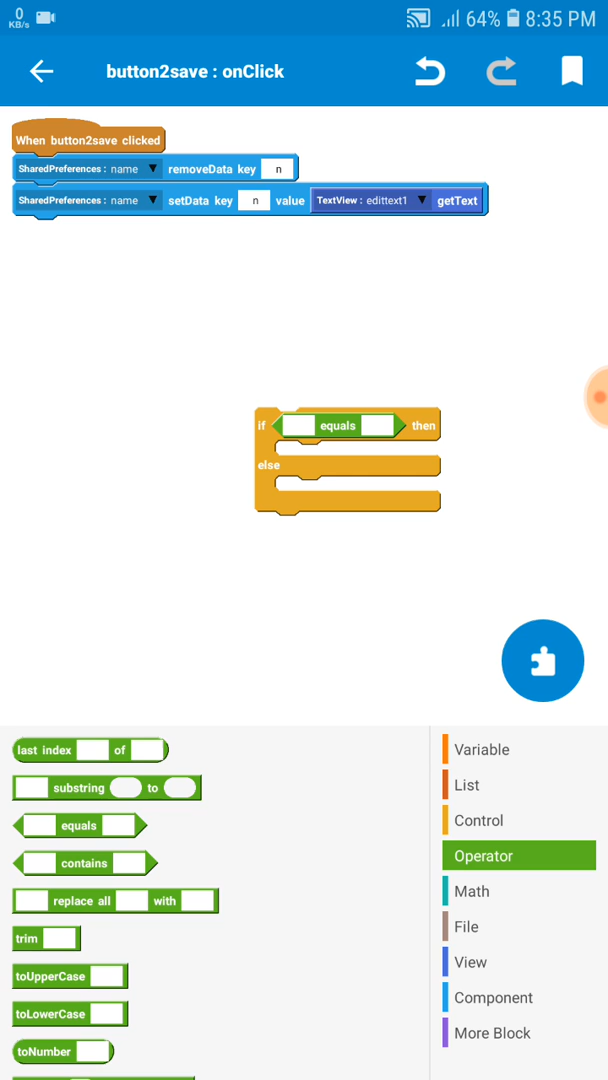 0 KB/s 64% 8:35 PM
button2save : onClick
When button2save clicked
SharedPreferences : name removeData key n
SharedPreferences : name setData key n value TextView : edittext1 getText
if equals then
else
last index of
substring to
equals
contains
replace all with
trim
toUpperCase
toLowerCase
toNumber
Variable
List
Control
Operator
Math
File
View
Component
More Block